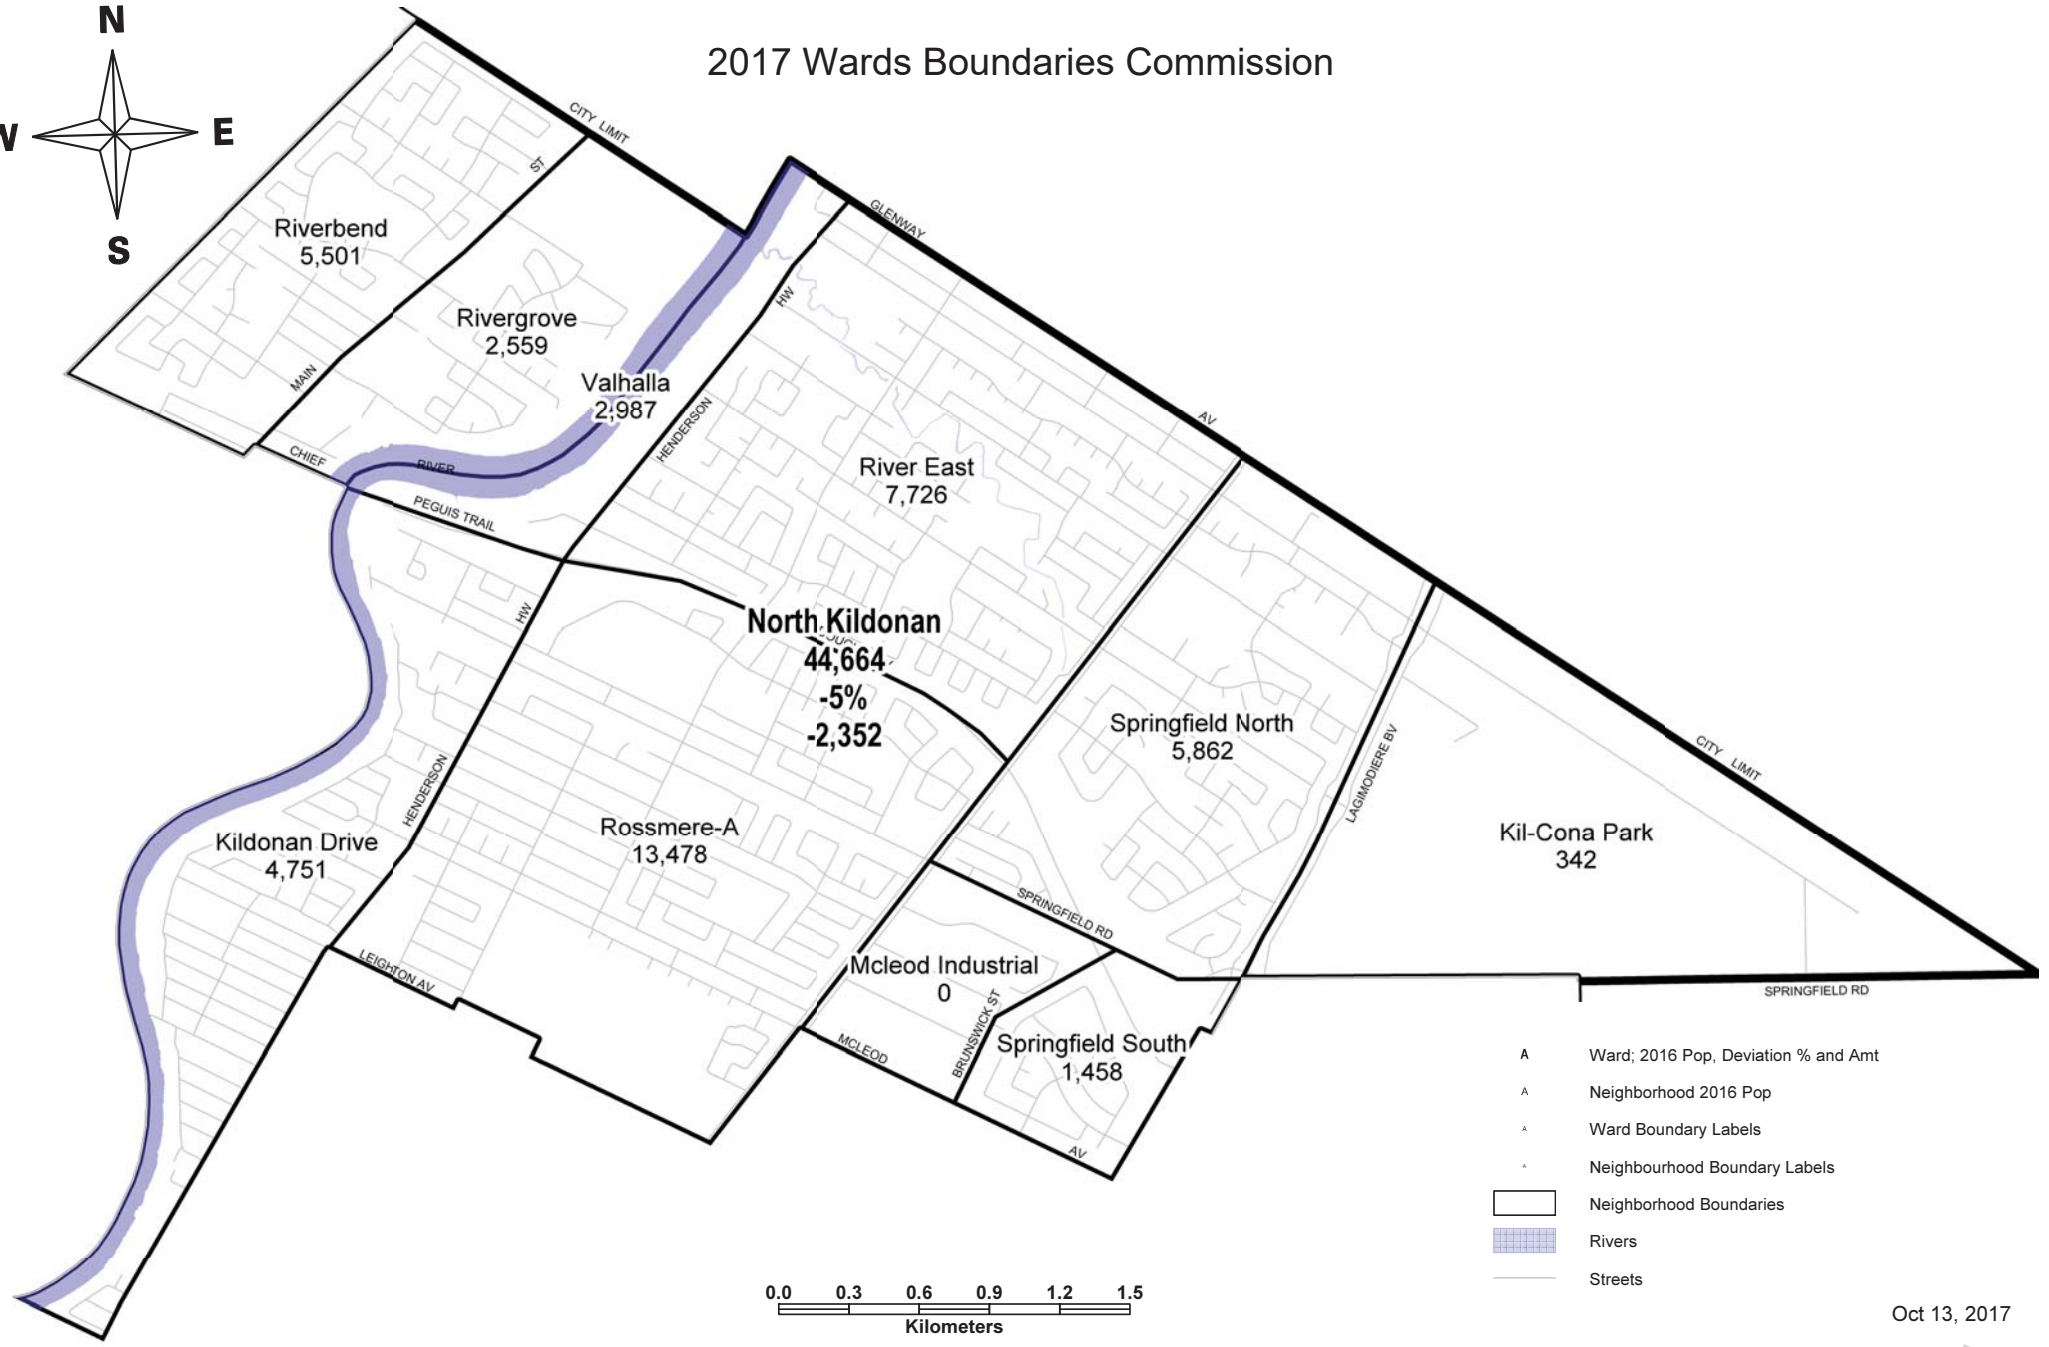 N
2017 Wards Boundaries Commission
W
E
S
CITY LIMIT
ST
Riverbend
5,501
GLENWAY
HW
Rivergrove
2,559
MAIN
Valhalla
2,987
HENDERSON
AV
CHIEF
RIVER
PEGUIS TRAIL
River East
7,726
HW
North Kildonan
44,664
-5%
-2,352
Springfield North
5,862
LAGIMODIERE BV
CITY LIMIT
HENDERSON
Kildonan Drive
4,751
Rossmere-A
13,478
Kil-Cona Park
342
SPRINGFIELD RD
LEIGHTON AV
Mcleod Industrial
0
SPRINGFIELD RD
BRUNSWICK ST
MCLEOD
Springfield South
1,458
AV
A Ward; 2016 Pop, Deviation % and Amt
A Neighborhood 2016 Pop
A Ward Boundary Labels
A Neighbourhood Boundary Labels
Neighborhood Boundaries
Rivers
Streets
0.0 0.3 0.6 0.9 1.2 1.5
Kilometers
Oct 13, 2017